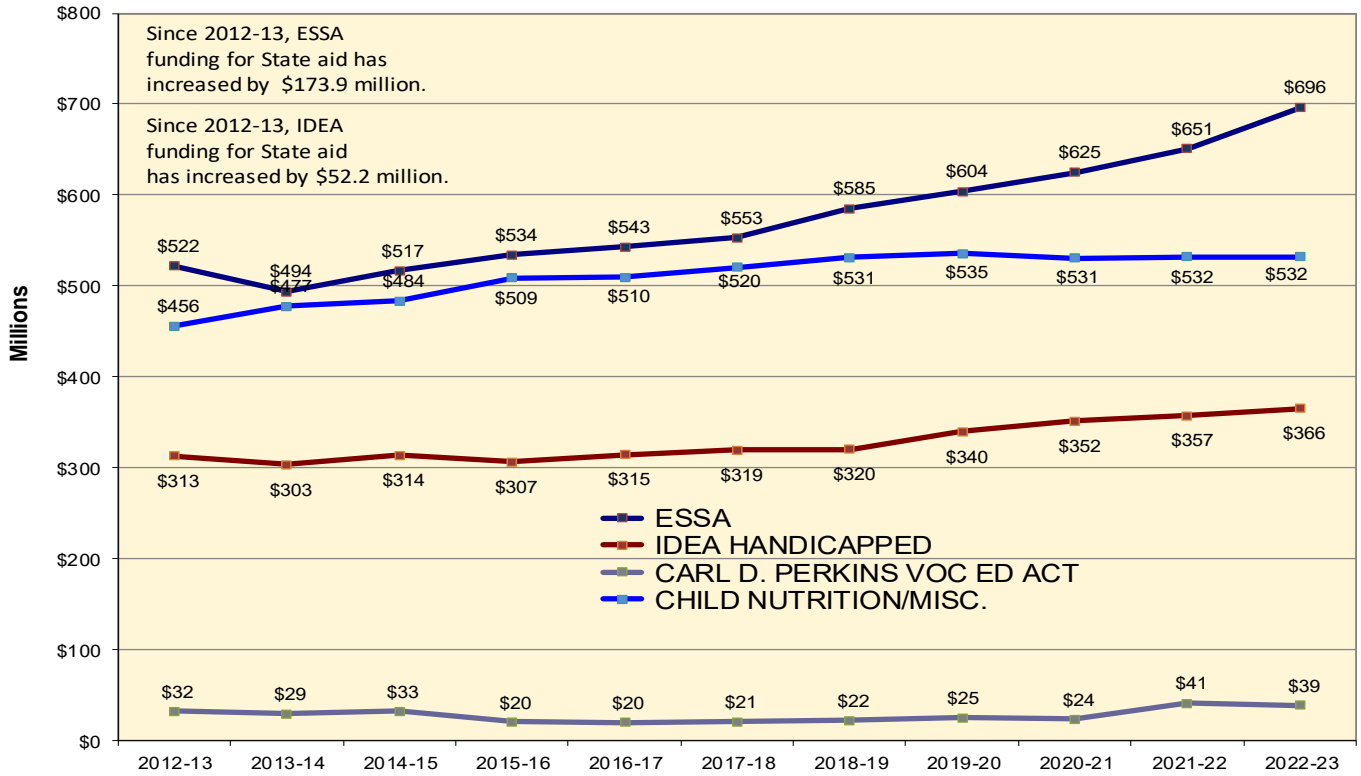 $800
Since 2012-13, ESSA
funding for State aid has
increased by $173.9 million.
Since 2012-13, IDEA
funding for State aid
has increased by $52.2 million.
$700
$600
$500
$400
$300
$200
$100
$0
Millions
$522 $494 $517 $534 $543 $553 $585 $604 $625 $651 $696
$456 $477 $484 $509 $510 $520 $531 $535 $531 $532 $532
$313 $303 $314 $307 $315 $319 $320 $340 $352 $357 $366
ESSA
IDEA HANDICAPPED
CARL D. PERKINS VOC ED ACT
CHILD NUTRITION/MISC.
$32 $29 $33 $20 $20 $21 $22 $25 $24 $41 $39
2012-13 2013-14 2014-15 2015-16 2016-17 2017-18 2018-19 2019-20 2020-21 2021-22 2022-23